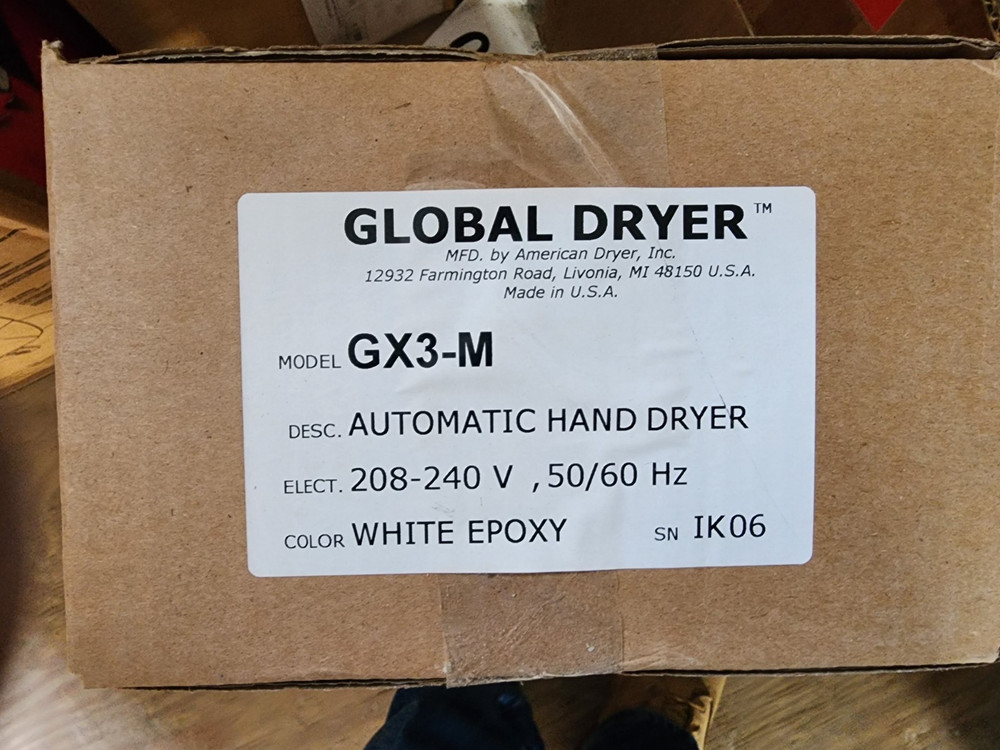 GLOBAL DRYER™
MFD. by American Dryer, Inc.
12932 Farmington Road, Livonia, MI 48150 U.S.A.
Made in U.S.A.
MODEL GX3-M
DESC. AUTOMATIC HAND DRYER
ELECT. 208-240 V , 50/60 Hz
COLOR WHITE EPOXY SN IK06